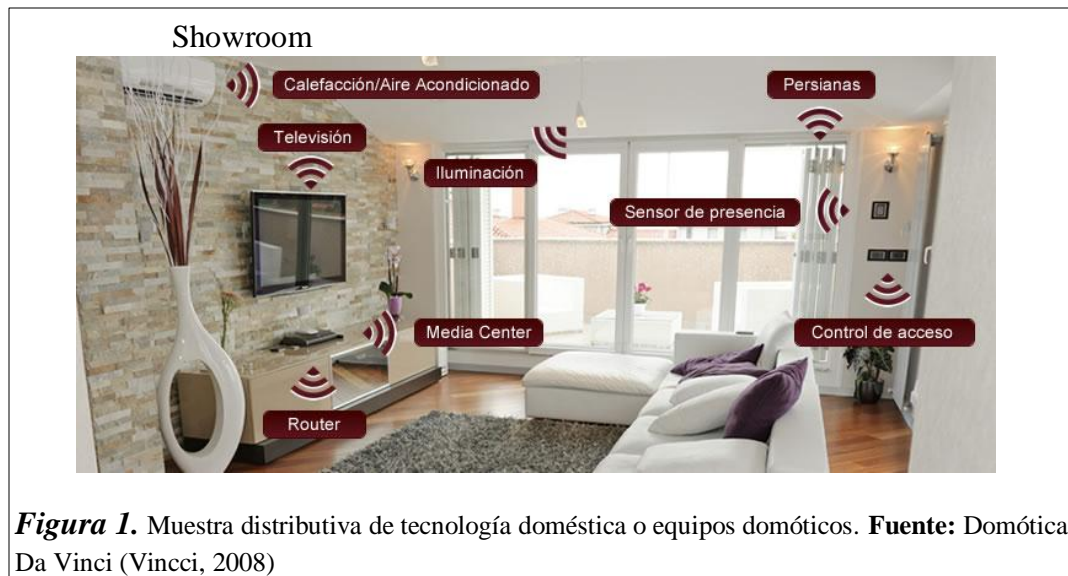 Showroom
Calefacción/Aire Acondicionado
Persianas
Televisión
Iluminación
Sensor de presencia
Media Center
Control de acceso
Router
Figura 1. Muestra distributiva de tecnología doméstica o equipos domóticos. Fuente: Domótica
Da Vinci (Vincci, 2008)